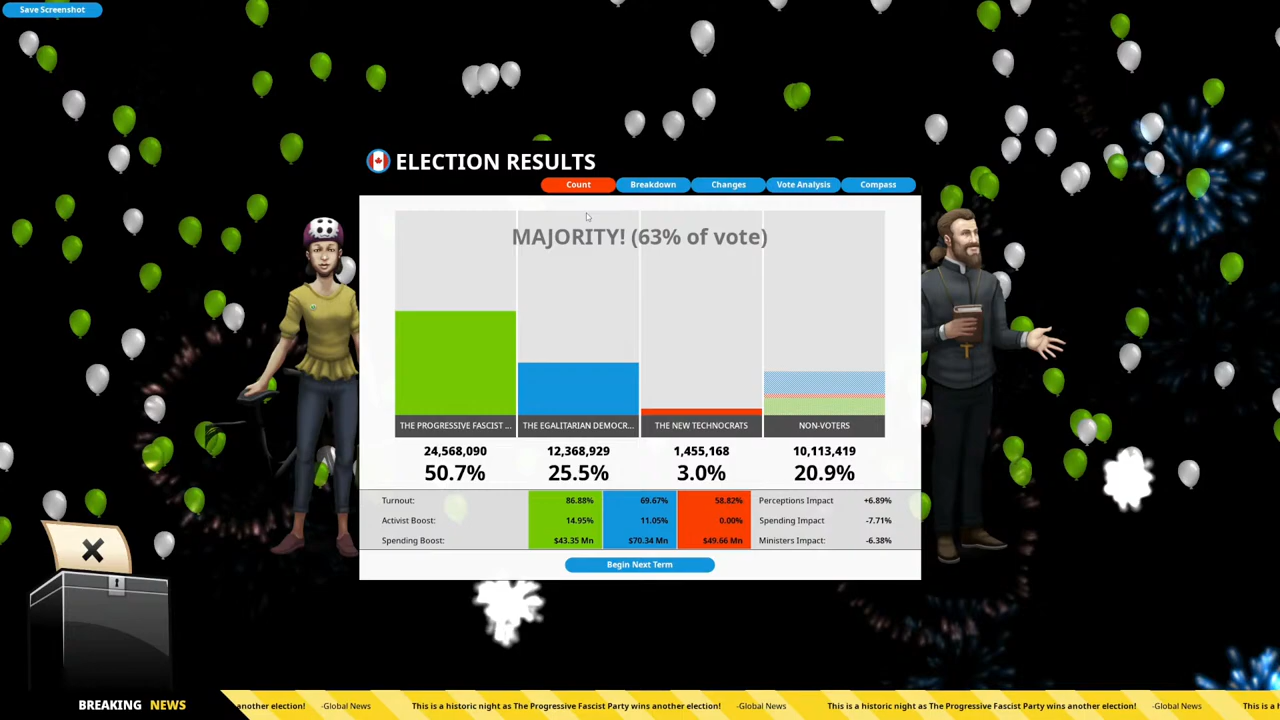 Save Screenshot
ELECTION RESULTS
Count Breakdown Changes Vote Analysis Compass
MAJORITY! (63% of vote)
THE PROGRESSIVE FASCIST ... THE EGALITARIAN DEMOCR... THE NEW TECHNOCRATS NON-VOTERS
24,568,090 12,368,929 1,455,168 10,113,419
50.7% 25.5% 3.0% 20.9%
Turnout: 86.88% 69.67% 58.82% Perceptions Impact +6.89%
Activist Boost: 14.95% 11.05% 0.00% Spending Impact -7.71%
Spending Boost: $43.35 Mn $70.34 Mn $49.66 Mn Ministers Impact: -6.38%
Begin Next Term
BREAKING NEWS another election! -Global News This is a historic night as The Progressive Fascist Party wins another election! -Global News This is a historic night as The Progressive Fascist Party wins another election! -Global News This is a h